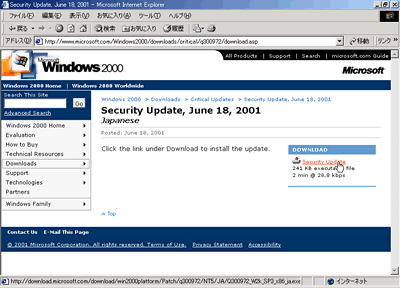 Security Update, June 18, 2001 - Microsoft Internet Explorer
ファイル(F) 編集(E) 表示(V) お気に入り(A) ツール(T) ヘルプ(H)
戻る 検索 お気に入り 履歴
アドレス(D) http://www.microsoft.com/Windows2000/downloads/critical/q300972/download.asp 移動 リンク
All Products | Support | Search | microsoft.com Guide
Microsoft
Windows 2000
Microsoft
Windows 2000 Home | Windows 2000 Worldwide
Search This Site
Go
Advanced Search
Windows 2000 Home
Evaluation
How to Buy
Technical Resources
Downloads
Support
Technologies
Partners
Windows Family
Windows 2000 > Downloads > Critical Updates > Security Update, June 18, 2001
Security Update, June 18, 2001
Japanese
Posted: June 18, 2001
Click the link under Download to install the update.
DOWNLOAD
Security Update
241 KB executable file
2 min @ 28.8 kbps
Top
Contact Us E-Mail This Page
© 2001 Microsoft Corporation. All rights reserved. Terms of Use. Privacy Statement Accessibility
http://download.microsoft.com/download/win2000platform/Patch/q300972/NT5/JA/Q300972_W2k_SP3_x86_ja.exe インターネット